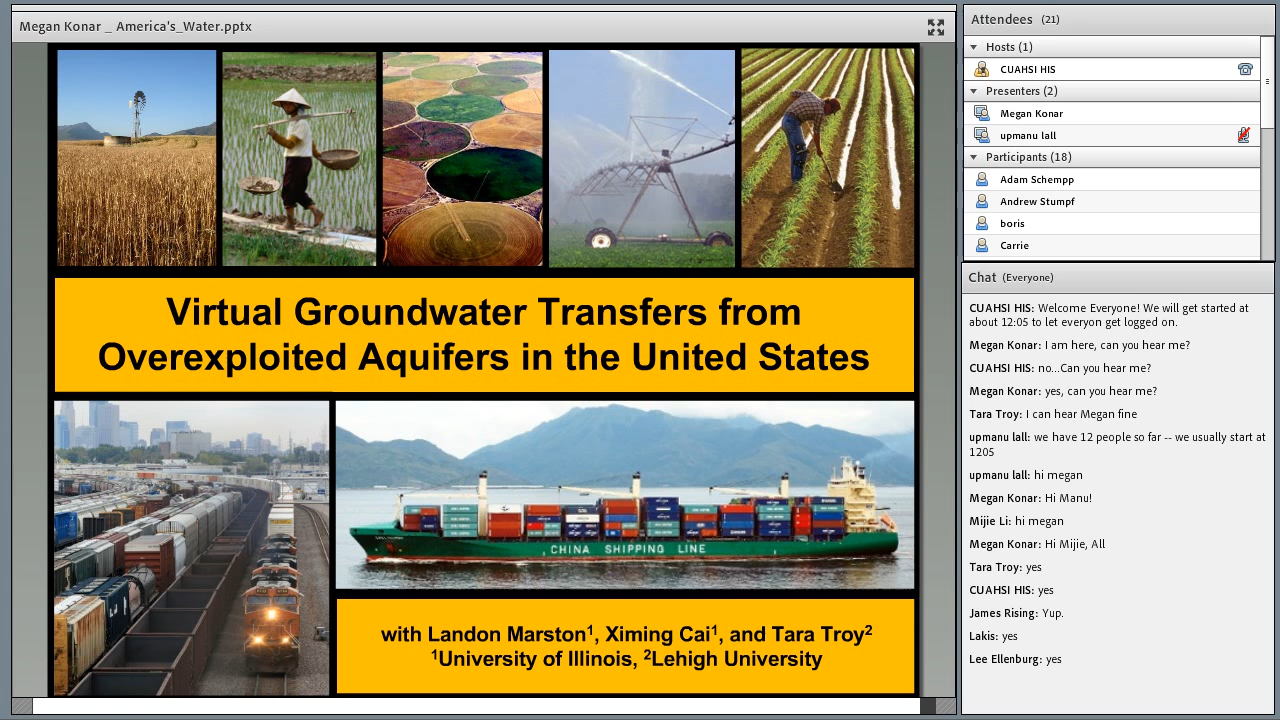 Megan Konar _ America's_Water.pptx
Virtual Groundwater Transfers from
Overexploited Aquifers in the United States
CHINA SHIPPING LINE
with Landon Marston¹, Ximing Cai¹, and Tara Troy²
¹University of Illinois, ²Lehigh University
Attendees (21)
Hosts (1)
CUAHSI HIS
Presenters (2)
Megan Konar
upmanu lall
Participants (18)
Adam Schempp
Andrew Stumpf
boris
Carrie
Chat (Everyone)
CUAHSI HIS: Welcome Everyone! We will get started at
about 12:05 to let everyon get logged on.
Megan Konar: I am here, can you hear me?
CUAHSI HIS: no...Can you hear me?
Megan Konar: yes, can you hear me?
Tara Troy: I can hear Megan fine
upmanu lall: we have 12 people so far -- we usually start at
1205
upmanu lall: hi megan
Megan Konar: Hi Manu!
Mijie Li: hi megan
Megan Konar: Hi Mijie, All
Tara Troy: yes
CUAHSI HIS: yes
James Rising: Yup.
Lakis: yes
Lee Ellenburg: yes